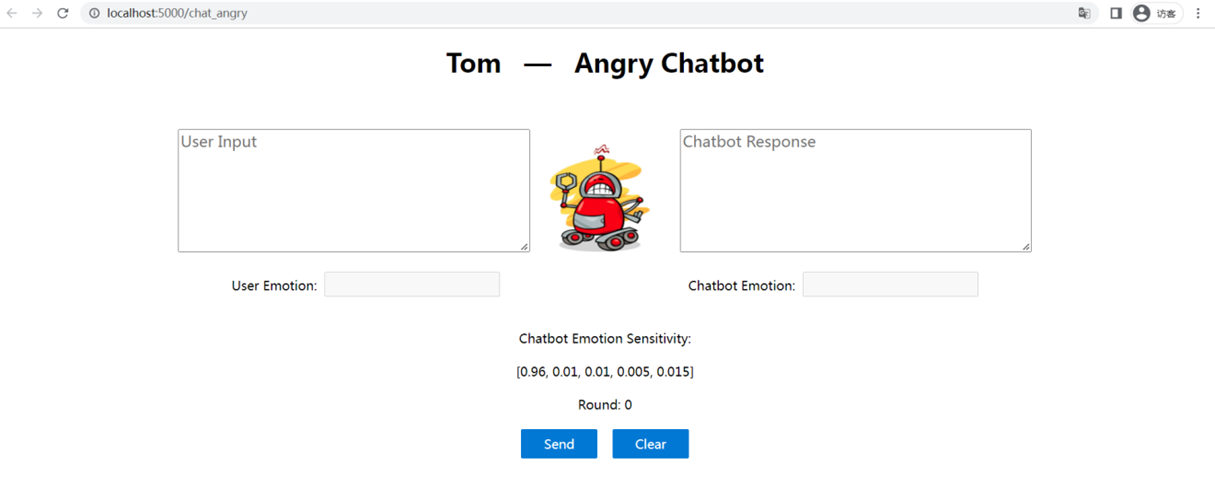 localhost:5000/chat_angry
访客
Tom — Angry Chatbot
User Input
Chatbot Response
User Emotion:
Chatbot Emotion:
Chatbot Emotion Sensitivity:
[0.96, 0.01, 0.01, 0.005, 0.015]
Round: 0
Send
Clear